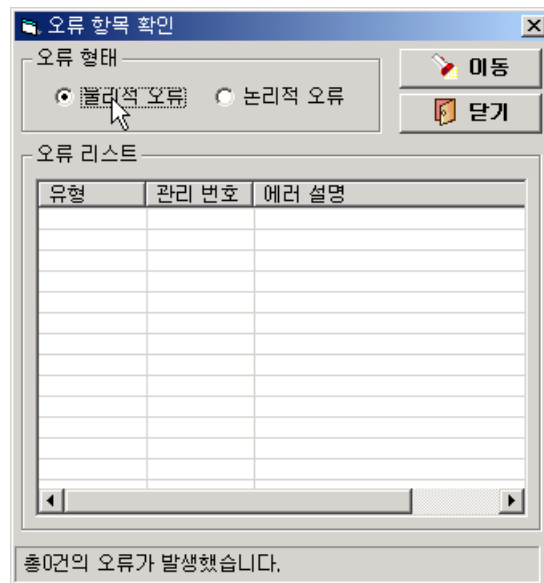 오류 항목 확인
오류 형태
물리적 오류 논리적 오류
이동
닫기
오류 리스트
유형 관리 번호 에러 설명
총0건의 오류가 발생했습니다.